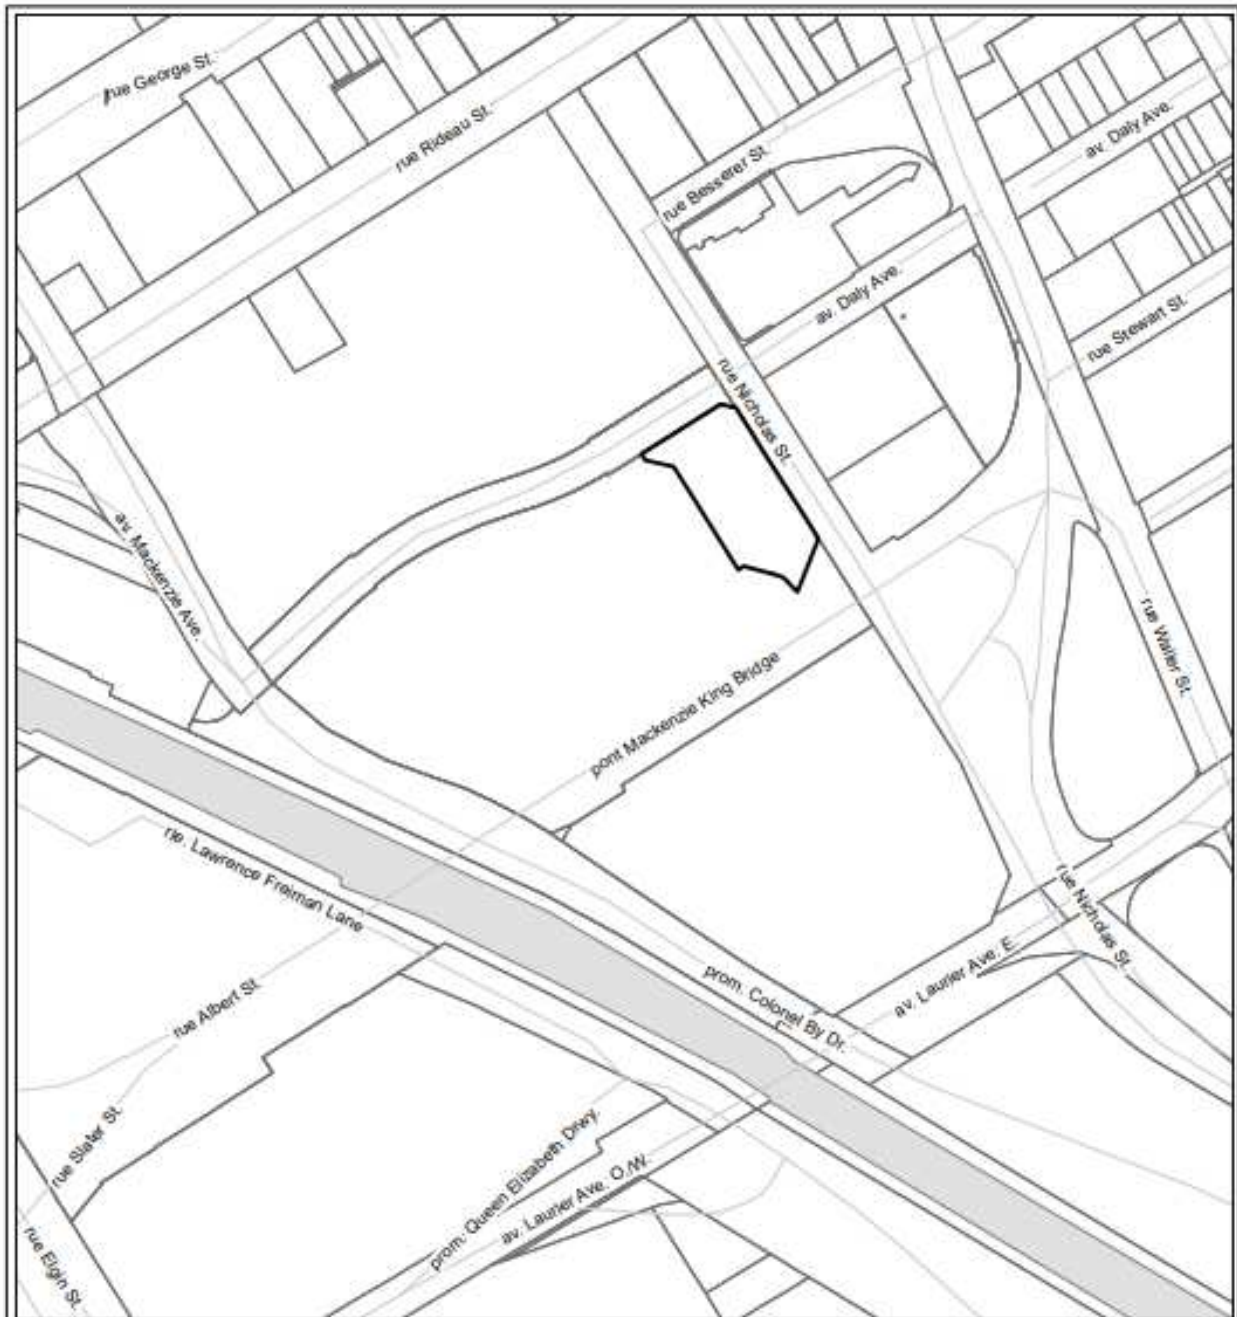 rue George St.
rue Rideau St.
av. Daly Ave.
rue Besserer St.
av. Daly Ave.
rue Stewart St.
rue Nicholas St.
av. Mackenzie Ave.
rue Waller St.
pont Mackenzie King Bridge
rle. Lawrence Freiman Lane
rue Nicholas St.
av. Laurier Ave. E.
prom. Colonel By Dr.
rue Albert St.
rue Slater St.
prom. Queen Elizabeth Drwy.
av. Laurier Ave. O./W.
rue Elgin St.